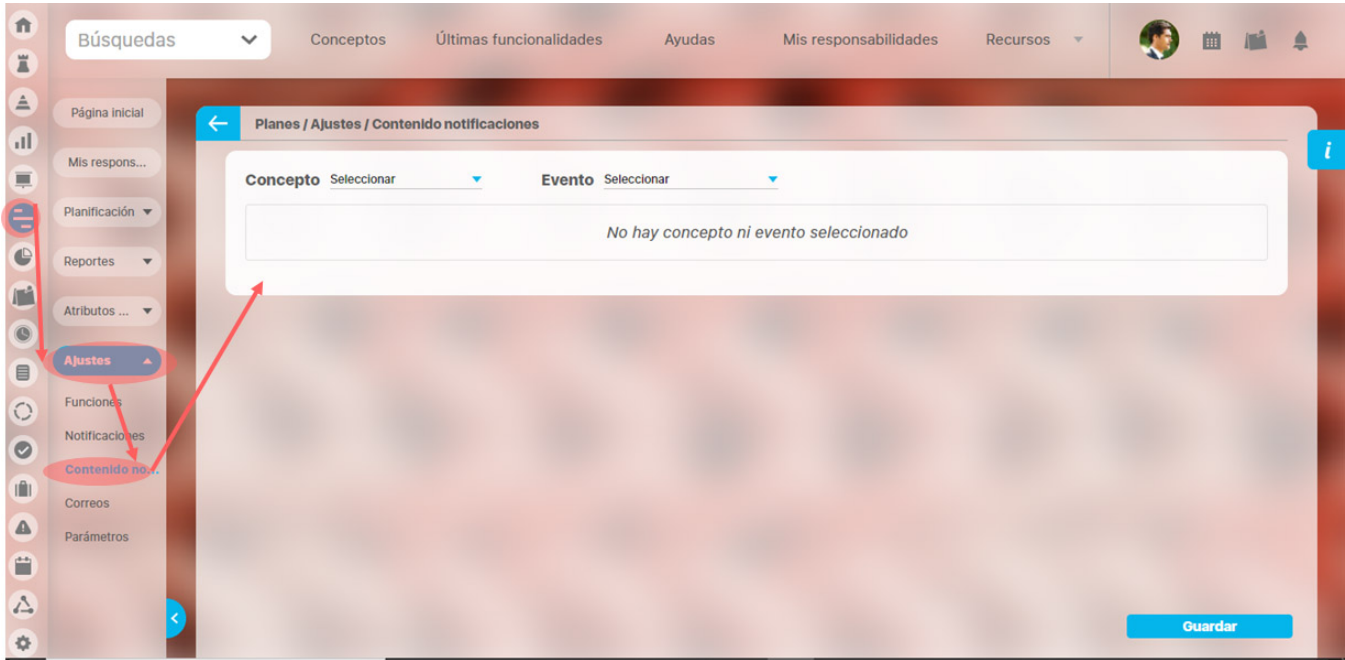 Búsquedas
Conceptos
Últimas funcionalidades
Ayudas
Mis responsabilidades
Recursos
Página inicial
Mis respons...
Planificación
Reportes
Atributos ...
Ajustes
Funciones
Notificaciones
Contenido no...
Correos
Parámetros
Planes / Ajustes / Contenido notificaciones
Concepto Seleccionar Evento Seleccionar
No hay concepto ni evento seleccionado
i
Guardar